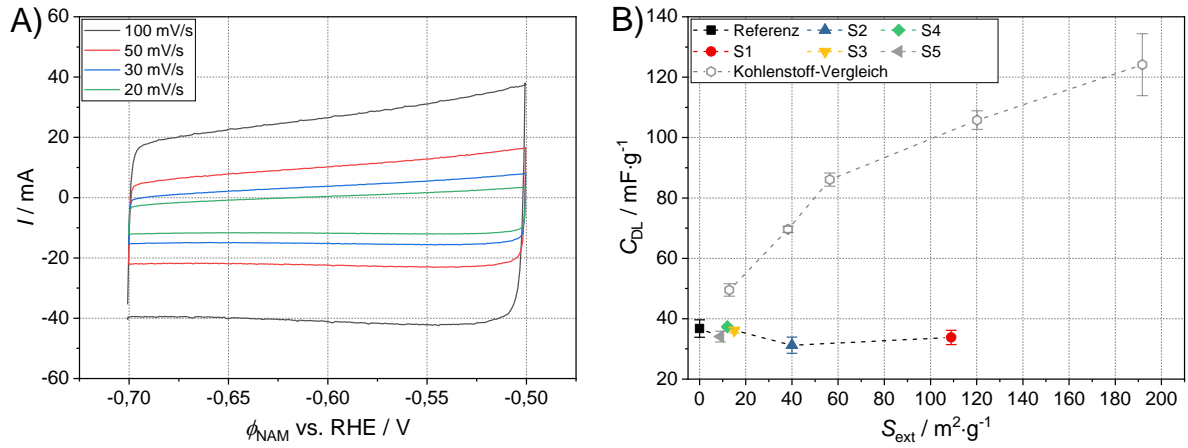 A)
100 mV/s
50 mV/s
30 mV/s
20 mV/s
60
40
20
0
-20
-40
-60
I / mA
-0,70
-0,65
-0,60
-0,55
-0,50
ϕNAM vs. RHE / V
B)
Referenz
S2
S4
S1
S3
S5
Kohlenstoff-Vergleich
140
120
100
80
60
40
20
CDL / mF·g⁻¹
0
20
40
60
80
100
120
140
160
180
200
Sext / m²·g⁻¹